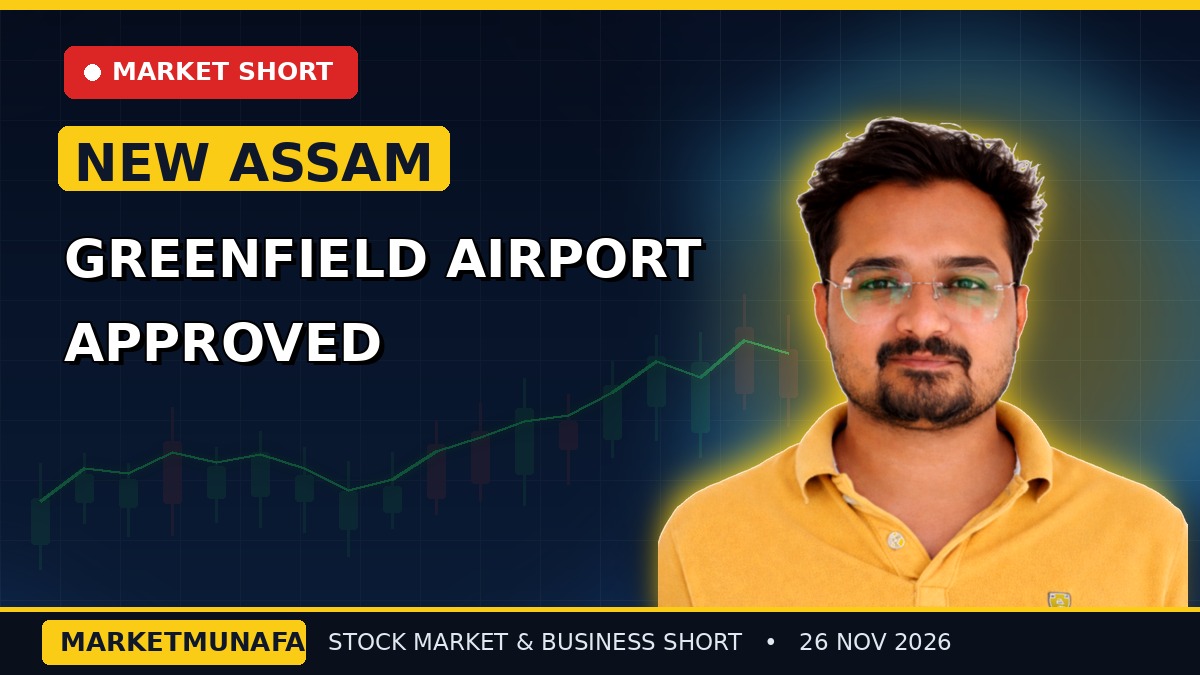 MARKET SHORT
NEW ASSAM
GREENFIELD AIRPORT
APPROVED
MARKETMUNAFA STOCK MARKET & BUSINESS SHORT • 26 NOV 2026